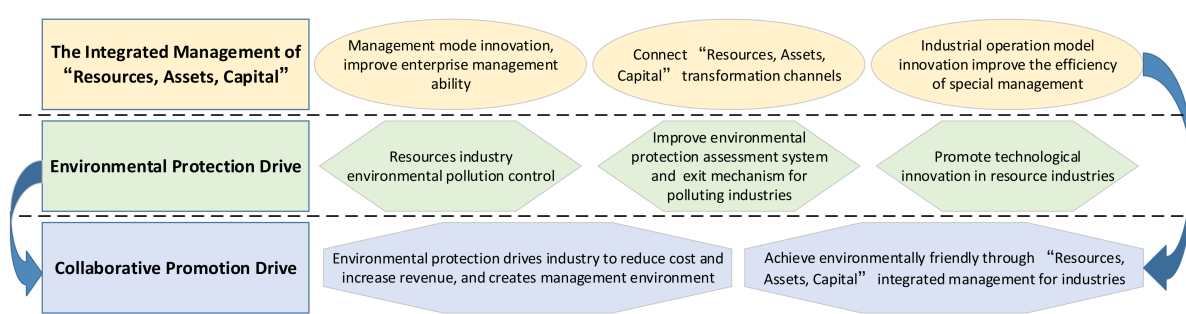 The Integrated Management of
“Resources, Assets, Capital”
Management mode innovation,
improve enterprise management
ability
Connect “Resources, Assets,
Capital” transformation channels
Industrial operation model
innovation improve the efficiency
of special management
Environmental Protection Drive
Resources industry
environmental pollution control
Improve environmental
protection assessment system
and exit mechanism for
polluting industries
Promote technological
innovation in resource industries
Collaborative Promotion Drive
Environmental protection drives industry to reduce cost and
increase revenue, and creates management environment
Achieve environmentally friendly through “Resources,
Assets, Capital” integrated management for industries